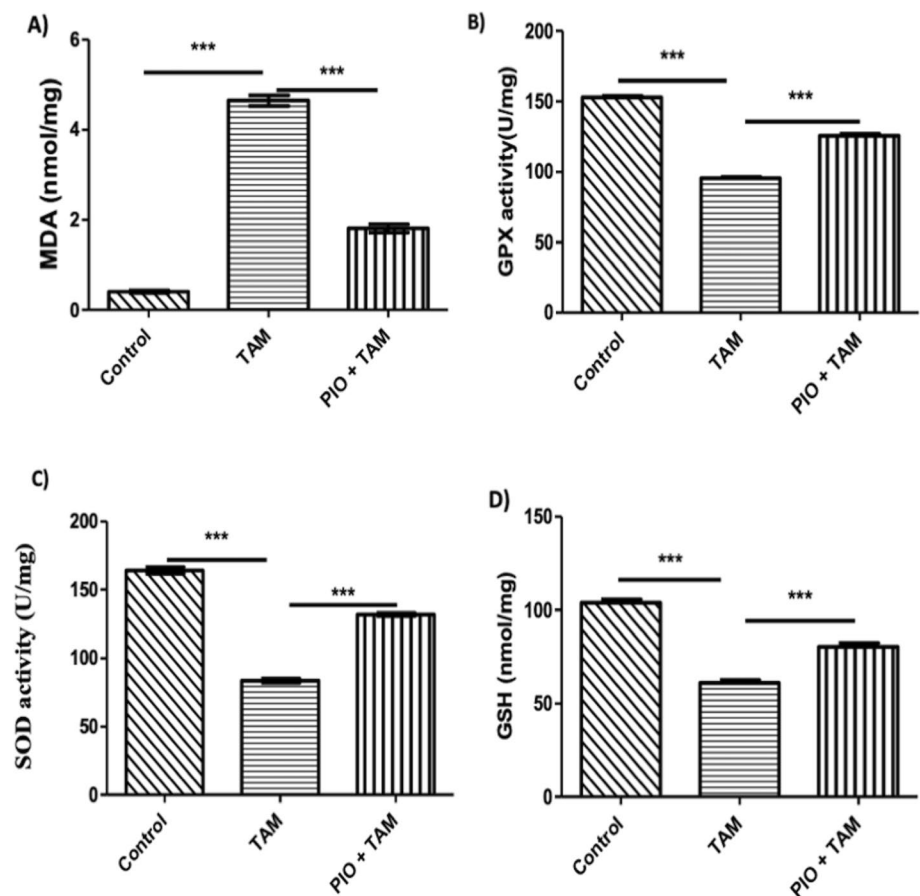 A)
MDA (nmol/mg)
6
4
2
0
***
***
Control
TAM
PIO + TAM
B)
GPX activity(U/mg)
200
150
100
50
0
***
***
Control
TAM
PIO + TAM
C)
SOD activity (U/mg)
200
150
100
50
0
***
***
Control
TAM
PIO + TAM
D)
GSH (nmol/mg)
150
100
50
0
***
***
Control
TAM
PIO + TAM